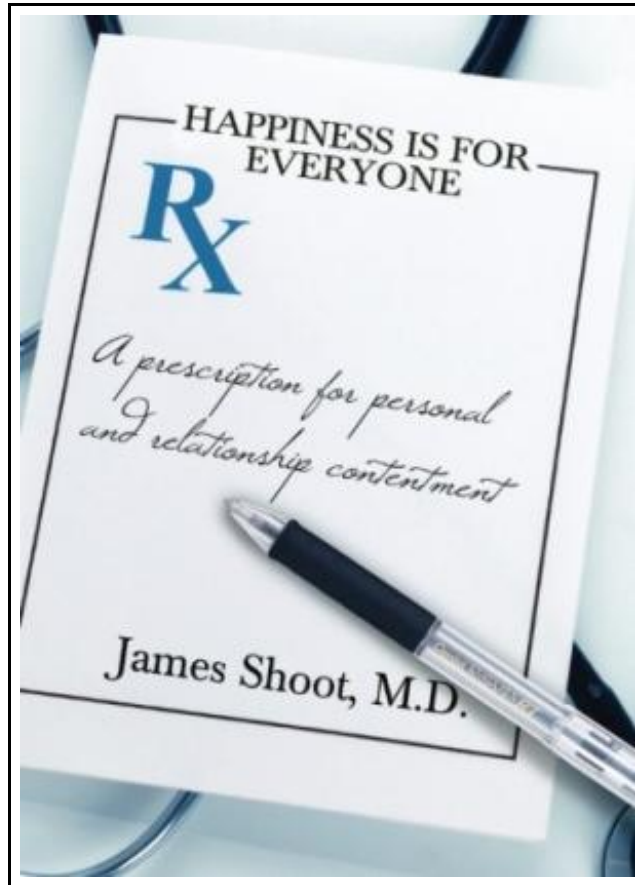 HAPPINESS IS FOR
EVERYONE
Rx
A prescription for personal
and relationship contentment
James Shoot, M.D.